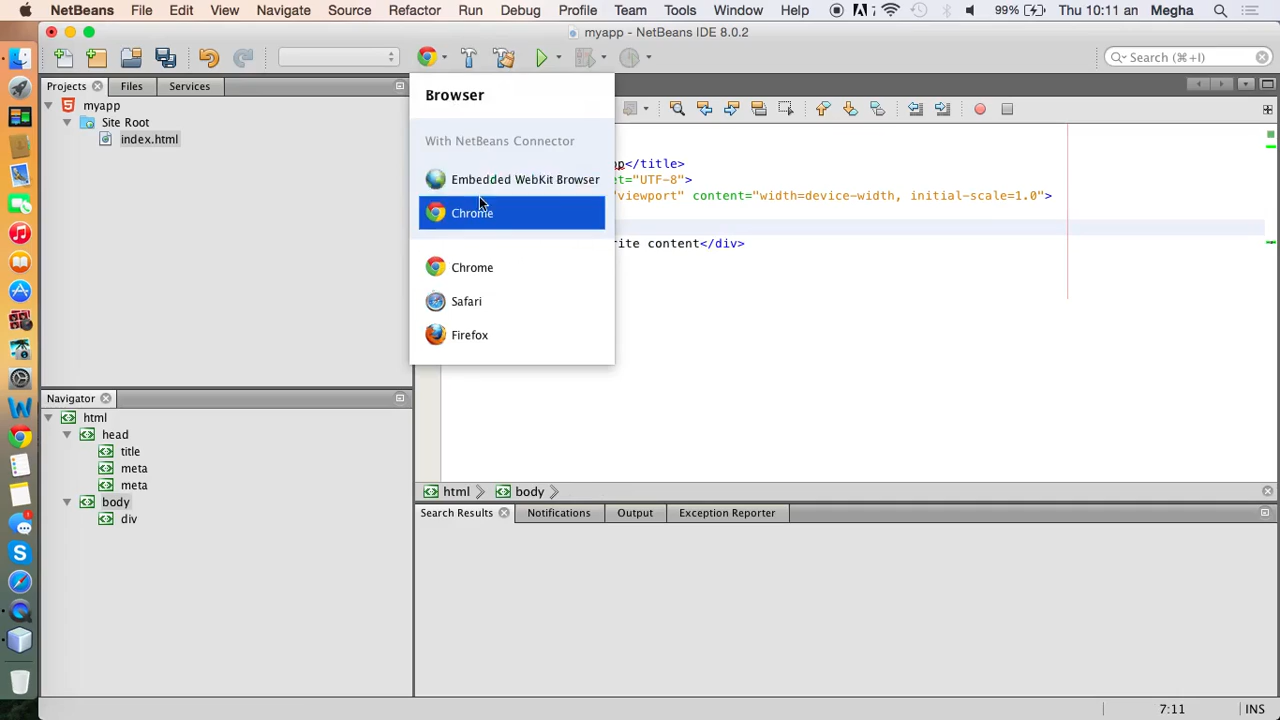 NetBeans File Edit View Navigate Source Refactor Run Debug Profile Team Tools Window Help 99% Thu 10:11 am Megha
myapp - NetBeans IDE 8.0.2
Search (⌘+I)
Projects Files Services
myapp
Site Root
index.html
Browser
With NetBeans Connector
Embedded WebKit Browser
Chrome
Chrome
Safari
Firefox
pp</title>
et="UTF-8">
"viewport" content="width=device-width, initial-scale=1.0">
rite content</div>
Navigator
html
head
title
meta
meta
body
div
html body
Search Results Notifications Output Exception Reporter
7:11 INS